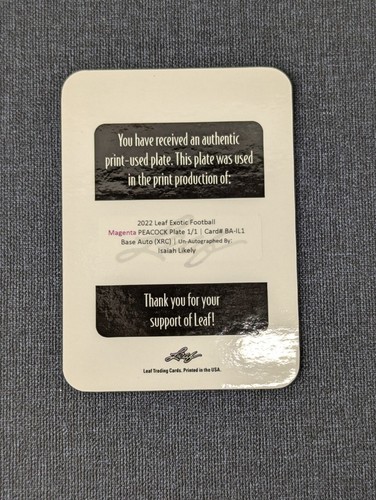 You have received an authentic
print-used plate. This plate was used
in the print production of:
2022 Leaf Exotic Football
Magenta PEACOCK Plate 1/1 | Card# BA-IL1
Base Auto (XRC) | Un-Autographed By:
Isaiah Likely
Leaf
Thank you for your
support of Leaf!
Leaf
Leaf Trading Cards. Printed in the USA.